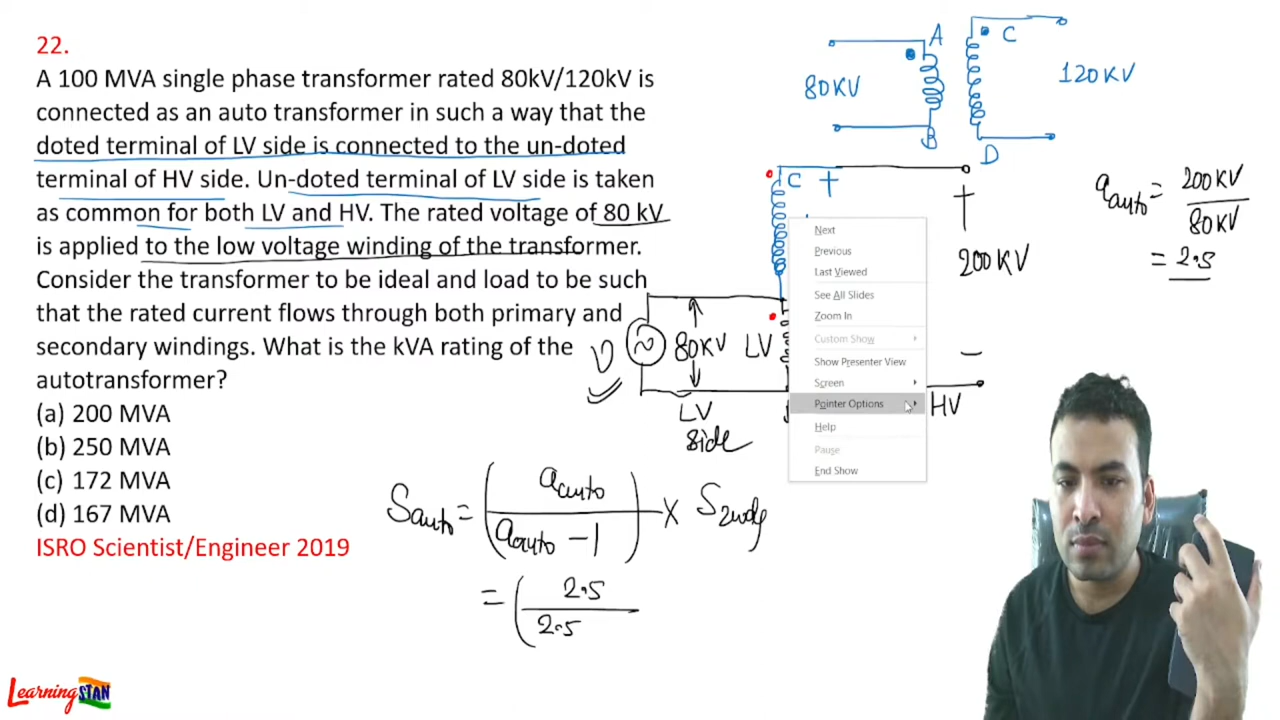 22.
A 100 MVA single phase transformer rated 80kV/120kV is
connected as an auto transformer in such a way that the
doted terminal of LV side is connected to the un-doted
terminal of HV side. Un-doted terminal of LV side is taken
as common for both LV and HV. The rated voltage of 80 kV
is applied to the low voltage winding of the transformer.
Consider the transformer to be ideal and load to be such
that the rated current flows through both primary and
secondary windings. What is the kVA rating of the
autotransformer?
(a) 200 MVA
(b) 250 MVA
(c) 172 MVA
(d) 167 MVA
ISRO Scientist/Engineer 2019
A
C
80KV
120KV
B
D
C +
+
200KV
−
V
80KV LV
LV
side
HV
a auto = 200KV
80KV
= 2.5
Next
Previous
Last Viewed
See All Slides
Zoom In
Custom Show
Show Presenter View
Screen
Pointer Options
Help
Pause
End Show
S auto = ( a auto / a auto −1 ) × S 2wdg
= ( 2.5
2.5
Learning STAN